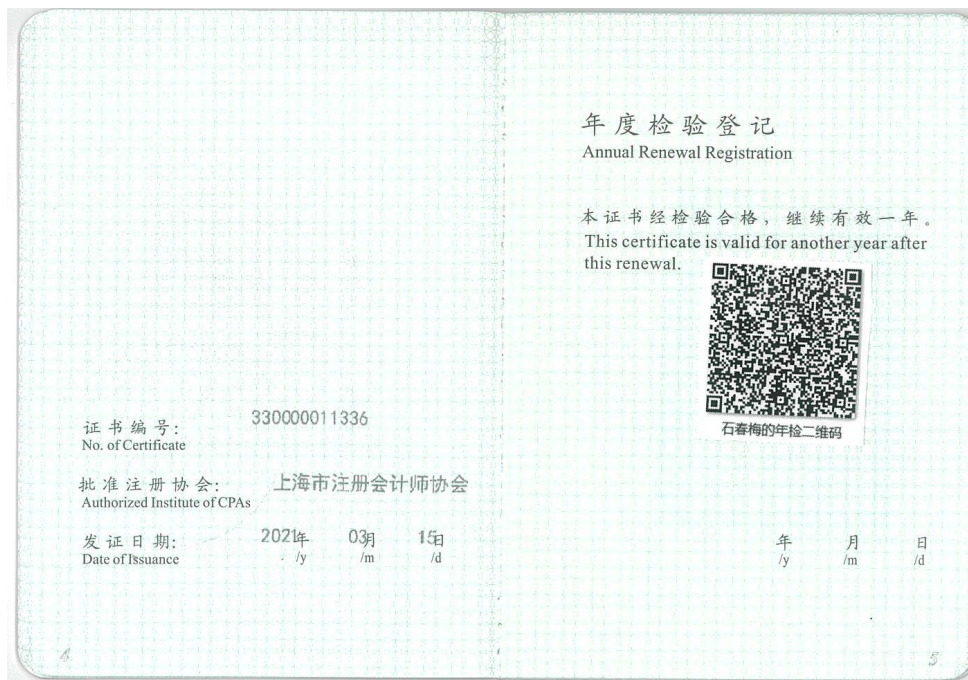 证书编号: 330000011336
No. of Certificate
批准注册协会: 上海市注册会计师协会
Authorized Institute of CPAs
发证日期: 2021年 03月 15日
Date of Issuance /y /m /d
4
年度检验登记
Annual Renewal Registration
本证书经检验合格，继续有效一年。
This certificate is valid for another year after
this renewal.
石春梅的年检二维码
年 月 日
/y /m /d
5